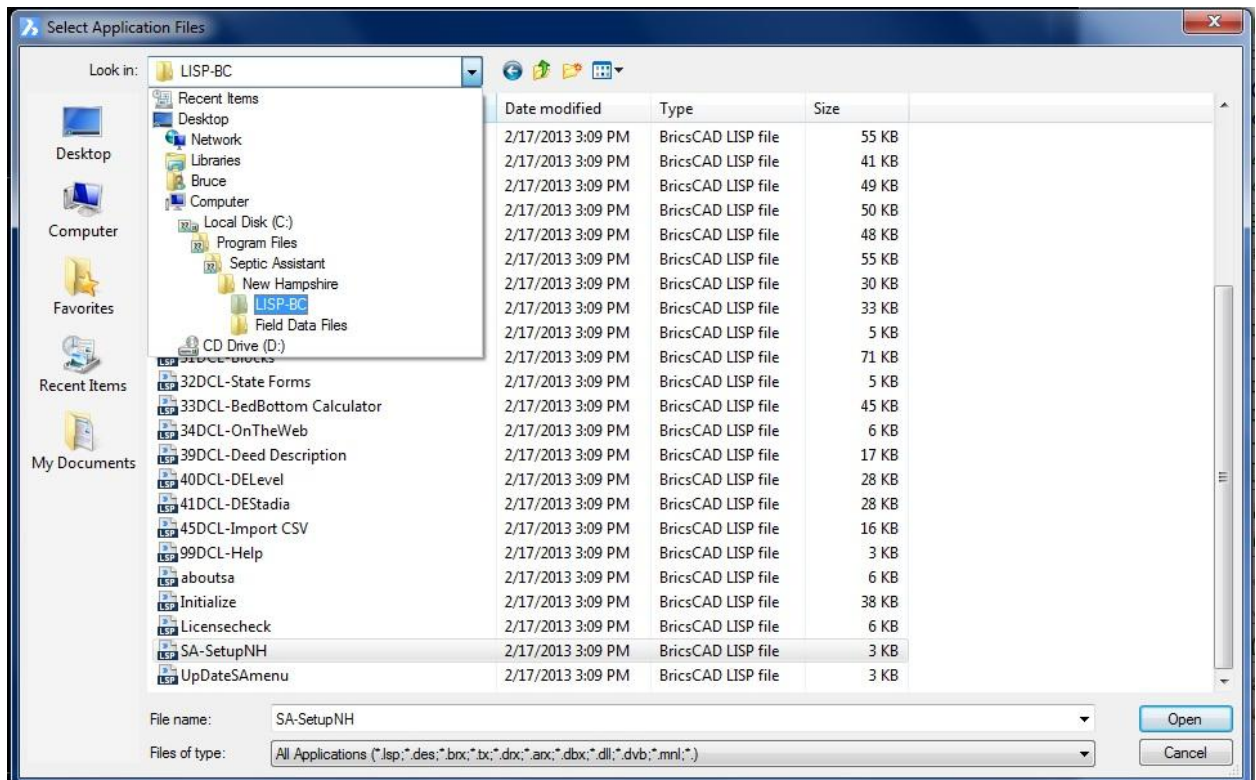 Select Application Files
Look in: LISP-BC
Recent Items
Desktop
Network
Libraries
Bruce
Computer
Local Disk (C:)
Program Files
Septic Assistant
New Hampshire
LISP-BC
Field Data Files
CD Drive (D:)
Desktop
Computer
Favorites
Recent Items
My Documents
Date modified Type Size
2/17/2013 3:09 PM BricsCAD LISP file 55 KB
2/17/2013 3:09 PM BricsCAD LISP file 41 KB
2/17/2013 3:09 PM BricsCAD LISP file 49 KB
2/17/2013 3:09 PM BricsCAD LISP file 50 KB
2/17/2013 3:09 PM BricsCAD LISP file 48 KB
2/17/2013 3:09 PM BricsCAD LISP file 55 KB
2/17/2013 3:09 PM BricsCAD LISP file 30 KB
2/17/2013 3:09 PM BricsCAD LISP file 33 KB
2/17/2013 3:09 PM BricsCAD LISP file 5 KB
31DCL-Blocks 2/17/2013 3:09 PM BricsCAD LISP file 71 KB
32DCL-State Forms 2/17/2013 3:09 PM BricsCAD LISP file 5 KB
33DCL-BedBottom Calculator 2/17/2013 3:09 PM BricsCAD LISP file 45 KB
34DCL-OnTheWeb 2/17/2013 3:09 PM BricsCAD LISP file 6 KB
39DCL-Deed Description 2/17/2013 3:09 PM BricsCAD LISP file 17 KB
40DCL-DELevel 2/17/2013 3:09 PM BricsCAD LISP file 28 KB
41DCL-DEStadia 2/17/2013 3:09 PM BricsCAD LISP file 28 KB
45DCL-Import CSV 2/17/2013 3:09 PM BricsCAD LISP file 16 KB
99DCL-Help 2/17/2013 3:09 PM BricsCAD LISP file 3 KB
aboutsa 2/17/2013 3:09 PM BricsCAD LISP file 6 KB
Initialize 2/17/2013 3:09 PM BricsCAD LISP file 38 KB
Licensecheck 2/17/2013 3:09 PM BricsCAD LISP file 6 KB
SA-SetupNH 2/17/2013 3:09 PM BricsCAD LISP file 3 KB
UpDateSAmenu 2/17/2013 3:09 PM BricsCAD LISP file 3 KB
File name: SA-SetupNH Open
Files of type: All Applications (*.lsp;*.des;*.brx;*.tx;*.drx;*.arx;*.dbx;*.dll;*.dvb;*.mnl;*.) Cancel